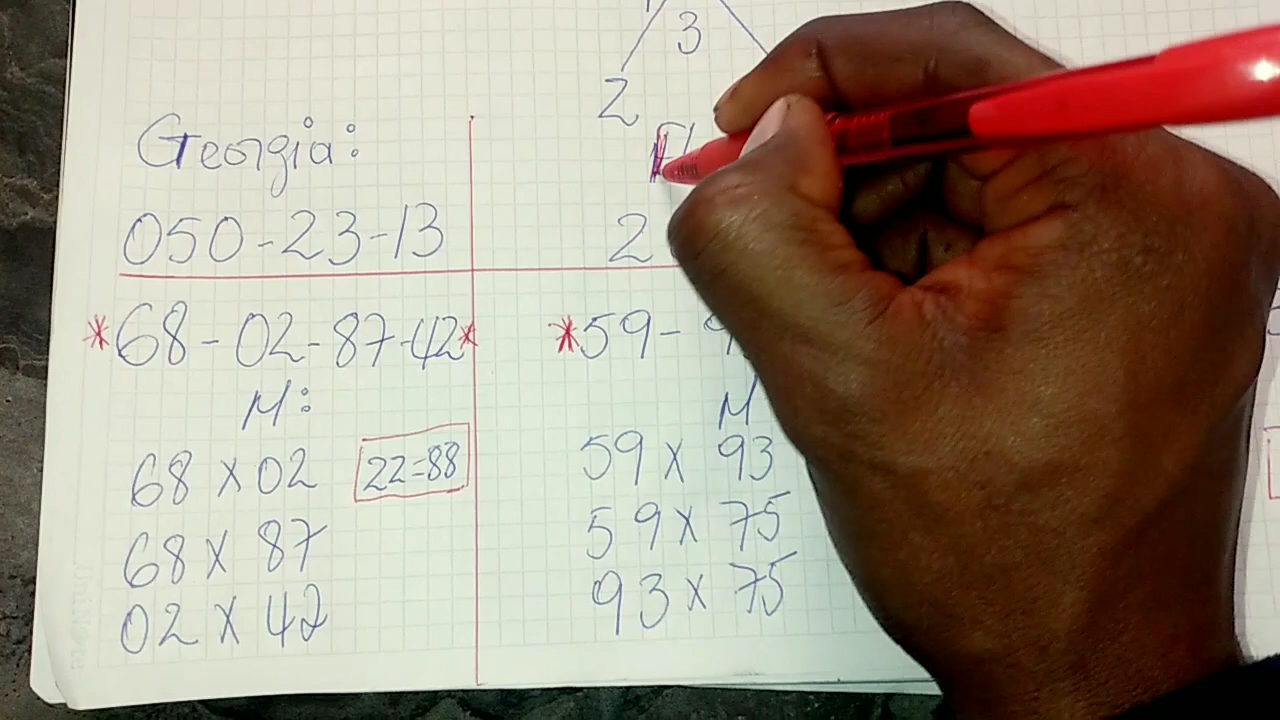 3
2
Georgia:
050-23-13
2
*68-02-87-42*
*59-
M:
M
68 x 02
22=88
59 x 93
68 x 87
59 x 75
02 x 42
93 x 75